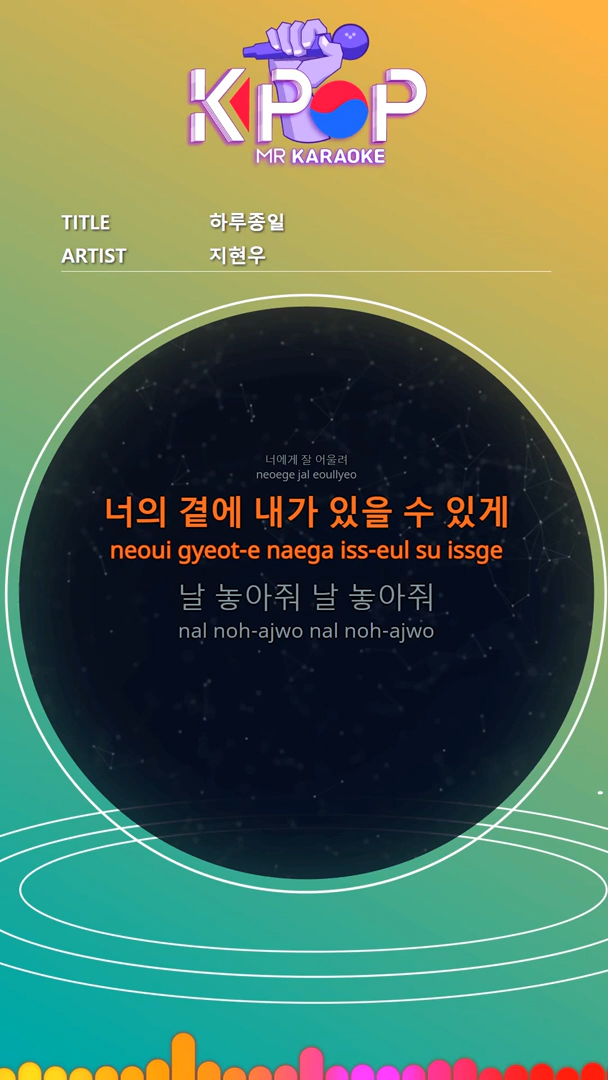 KPOP
MR KARAOKE
TITLE 하루종일
ARTIST 지현우
너에게 잘 어울려
neoege jal eoullyeo
너의 곁에 내가 있을 수 있게
neoui gyeot-e naega iss-eul su issge
날 놓아줘 날 놓아줘
nal noh-ajwo nal noh-ajwo